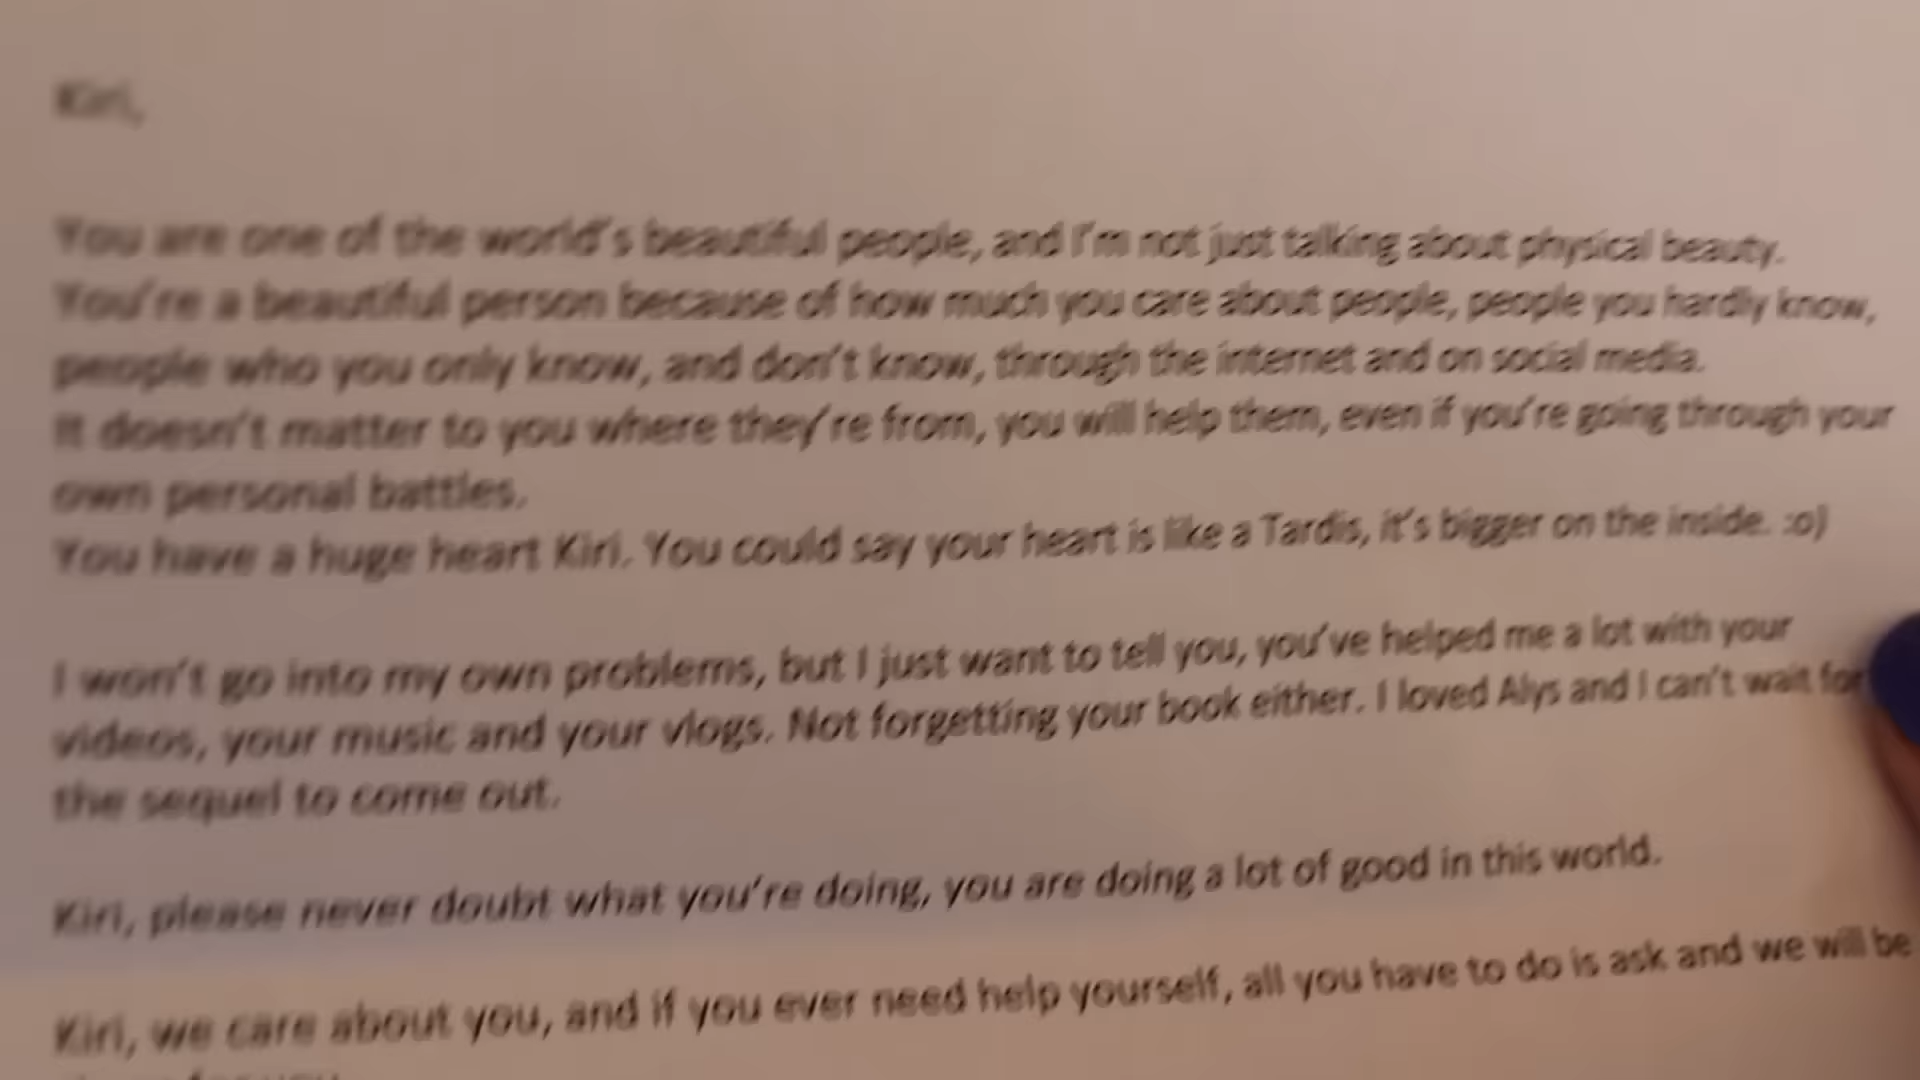 Kiri,
You are one of the world's beautiful people, and I'm not just talking about physical beauty.
You're a beautiful person because of how much you care about people, people you hardly know,
people who you only know, and don't know, through the internet and on social media.
It doesn't matter to you where they're from, you will help them, even if you're going through your
own personal battles.
You have a huge heart Kiri. You could say your heart is like a Tardis, it's bigger on the inside. :o)
I won't go into my own problems, but I just want to tell you, you've helped me a lot with your
videos, your music and your vlogs. Not forgetting your book either. I loved Alys and I can't wait for
the sequel to come out.
Kiri, please never doubt what you're doing, you are doing a lot of good in this world.
Kiri, we care about you, and if you ever need help yourself, all you have to do is ask and we will be